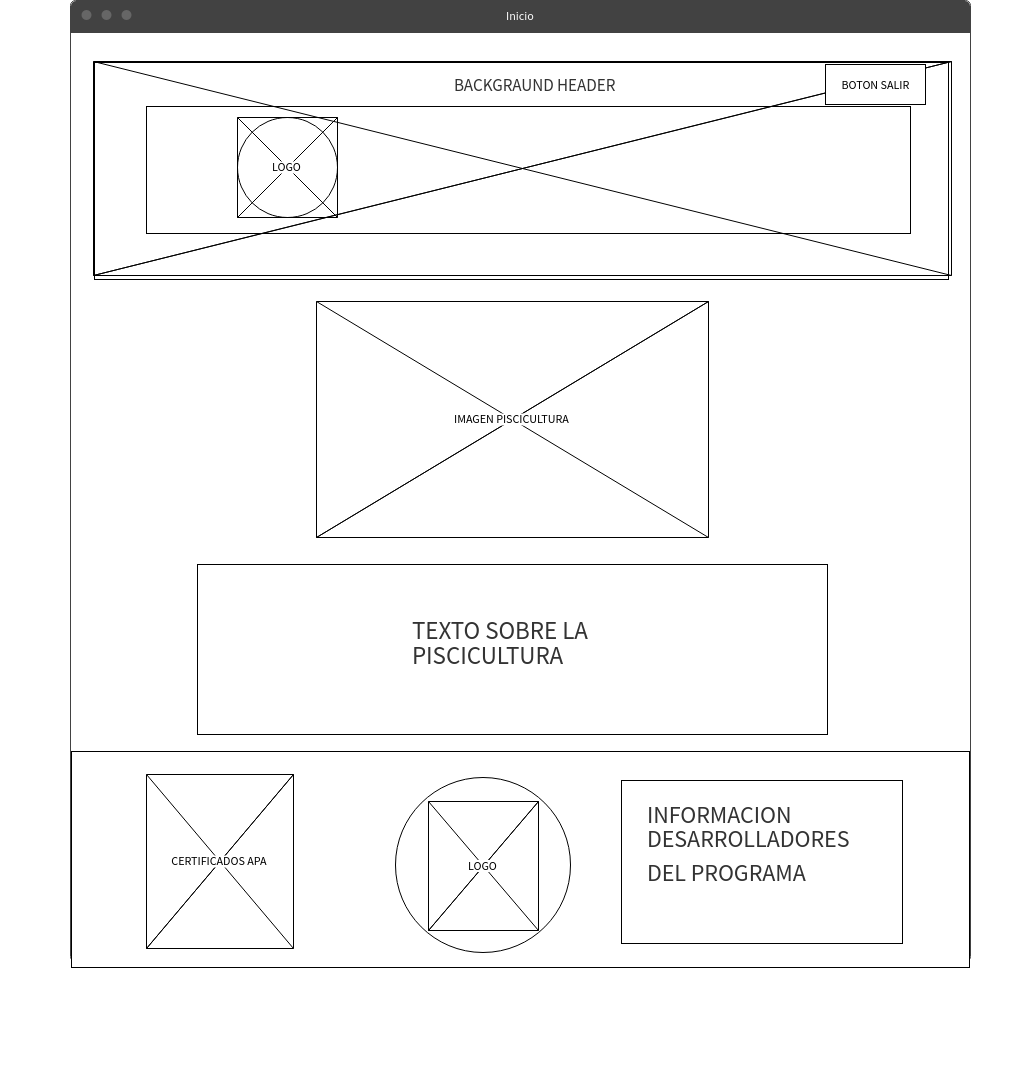 Inicio
BACKGRAUND HEADER
BOTON SALIR
LOGO
IMAGEN PISCICULTURA
TEXTO SOBRE LA
PISCICULTURA
CERTIFICADOS APA
LOGO
INFORMACION
DESARROLLADORES
DEL PROGRAMA